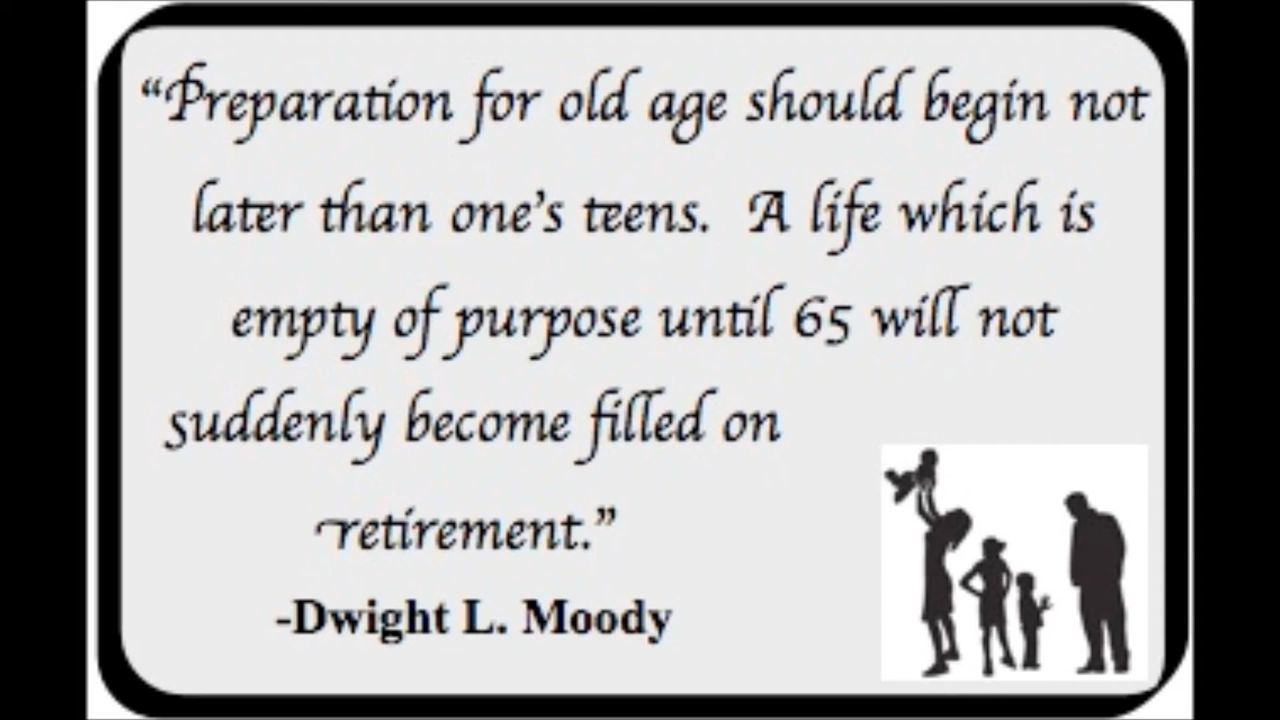 “Preparation for old age should begin not
later than one’s teens. A life which is
empty of purpose until 65 will not
suddenly become filled on
retirement.”
-Dwight L. Moody